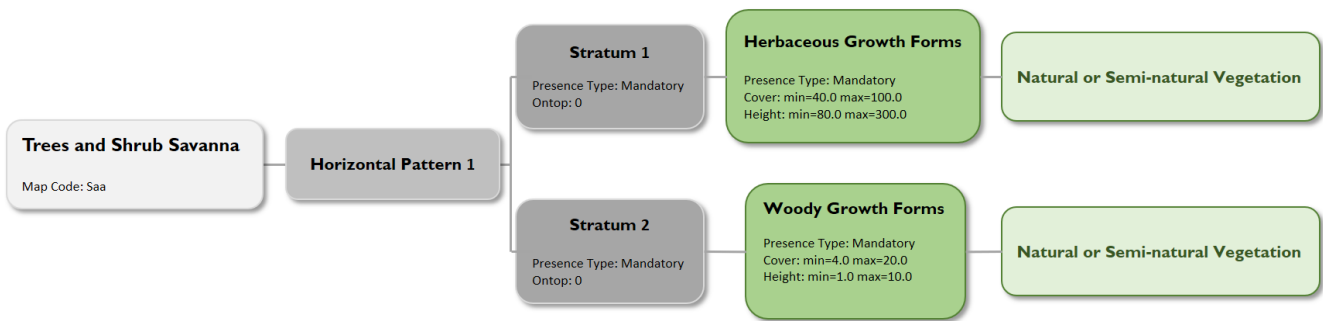 Trees and Shrub Savanna
Map Code: Saa
Horizontal Pattern 1
Stratum 1
Presence Type: Mandatory
Ontop: 0
Herbaceous Growth Forms
Presence Type: Mandatory
Cover: min=40.0 max=100.0
Height: min=80.0 max=300.0
Natural or Semi-natural Vegetation
Stratum 2
Presence Type: Mandatory
Ontop: 0
Woody Growth Forms
Presence Type: Mandatory
Cover: min=4.0 max=20.0
Height: min=1.0 max=10.0
Natural or Semi-natural Vegetation